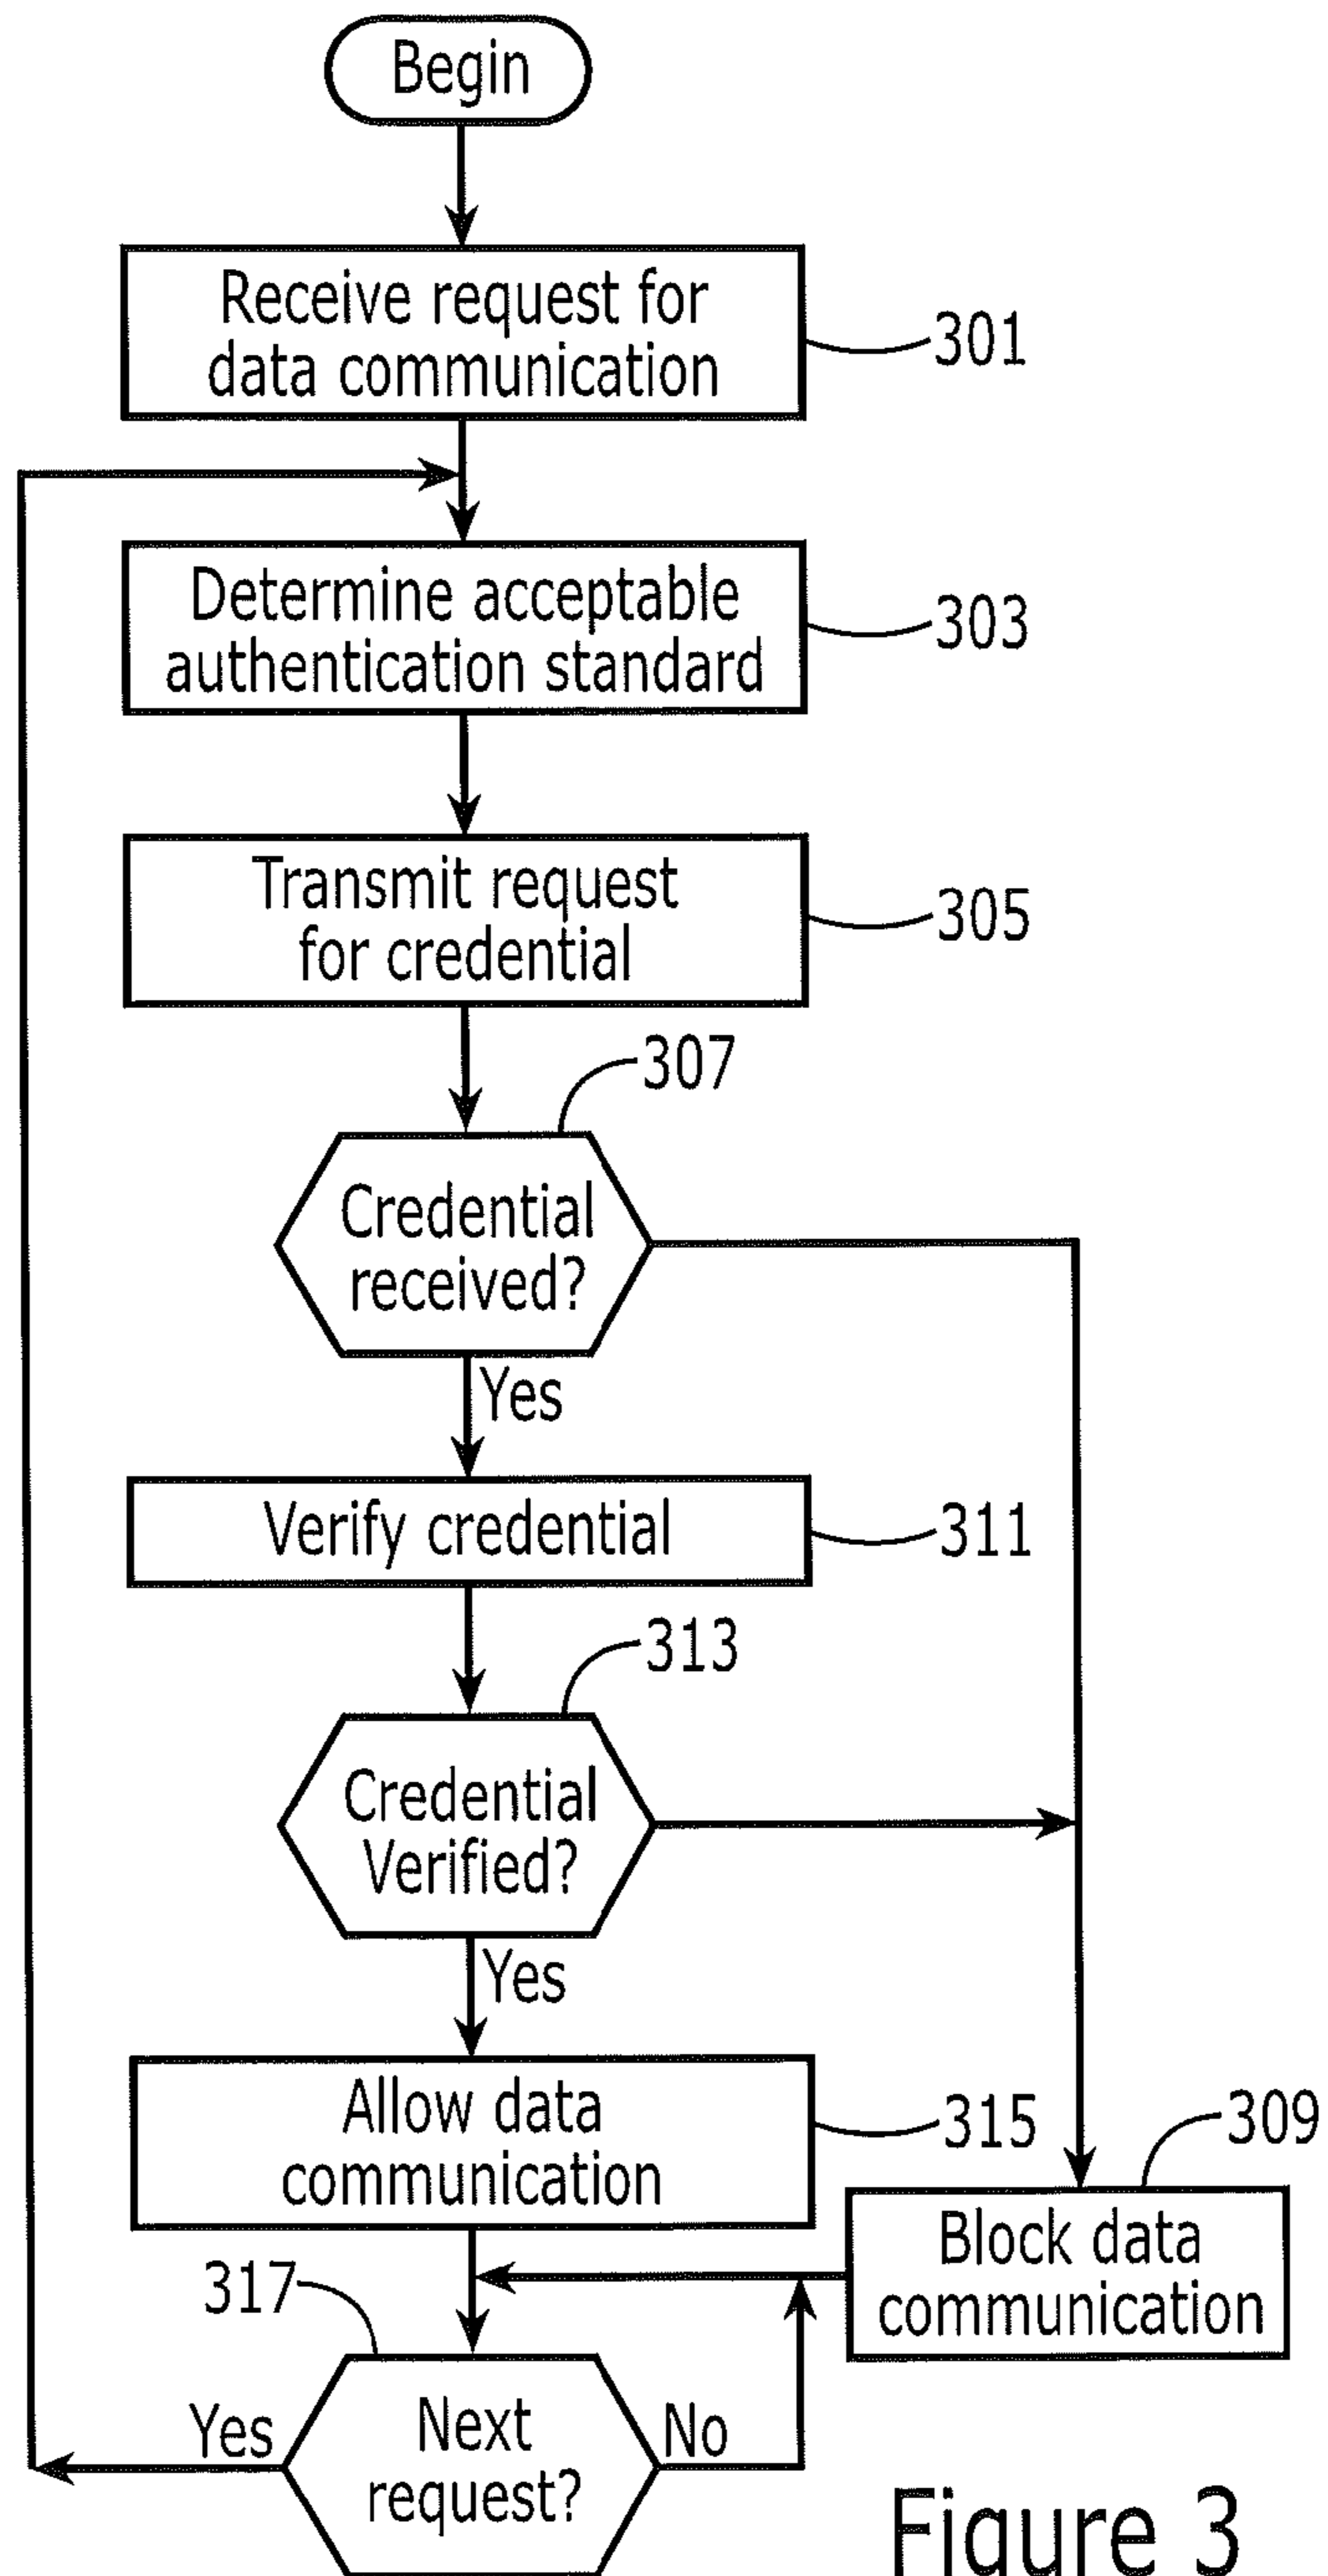 Begin
Receive request for
data communication
301
Determine acceptable
authentication standard
303
Transmit request
for credential
305
307
Credential
received?
Yes
Verify credential
311
313
Credential
Verified?
Yes
Allow data
communication
315
309
Block data
communication
317
Next
request?
Yes
No
Figure 3